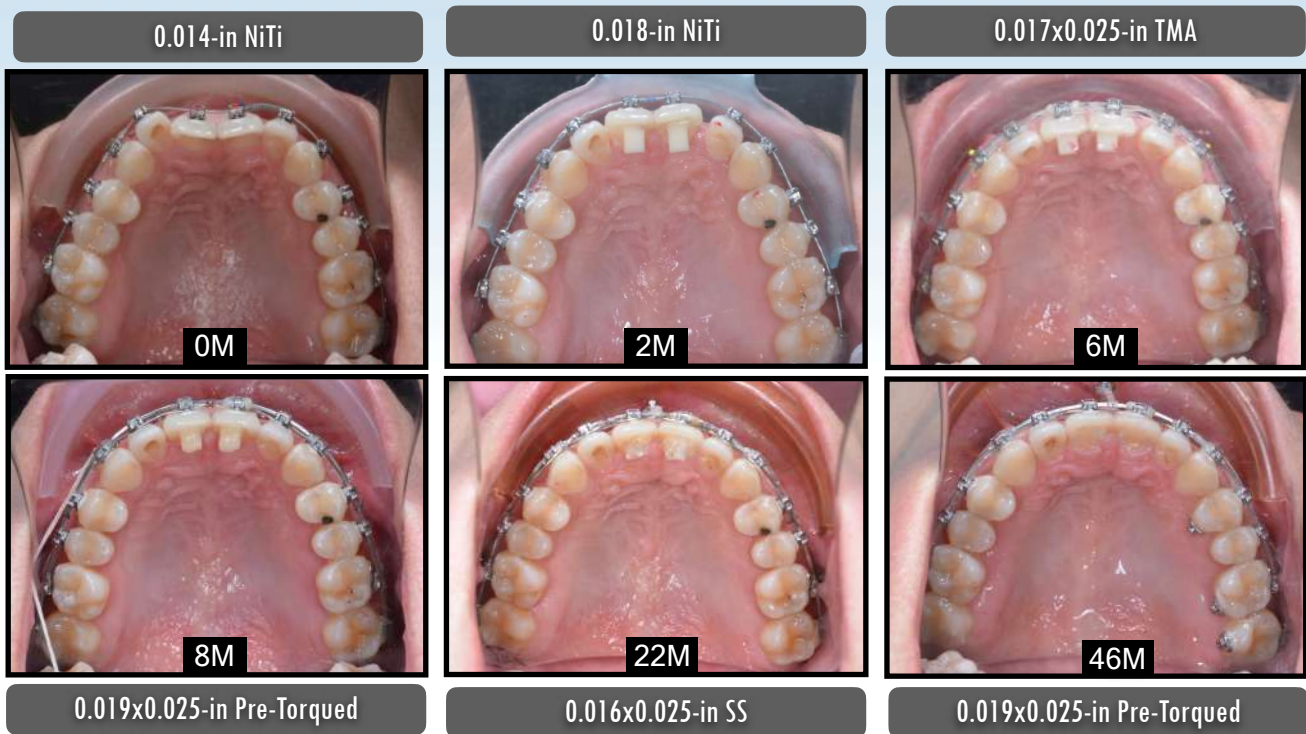 0.014-in NiTi
0.018-in NiTi
0.017x0.025-in TMA
0M
2M
6M
8M
22M
46M
0.019x0.025-in Pre-Torqued
0.016x0.025-in SS
0.019x0.025-in Pre-Torqued